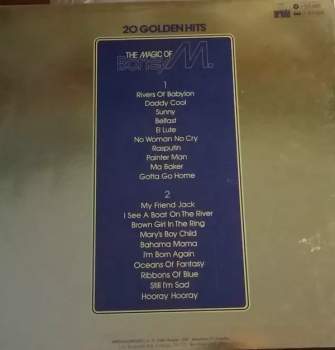 20 GOLDEN HITS
THE MAGIC OF
BONEY M.
1
Rivers Of Babylon
Daddy Cool
Sunny
Belfast
El Lute
No Woman No Cry
Rasputin
Painter Man
Ma Baker
Gotta Go Home
2
My Friend Jack
I See A Boat On The River
Brown Girl In The Ring
Mary's Boy Child
Bahama Mama
I'm Born Again
Oceans Of Fantasy
Ribbons Of Blue
Still I'm Sad
Hooray Hooray